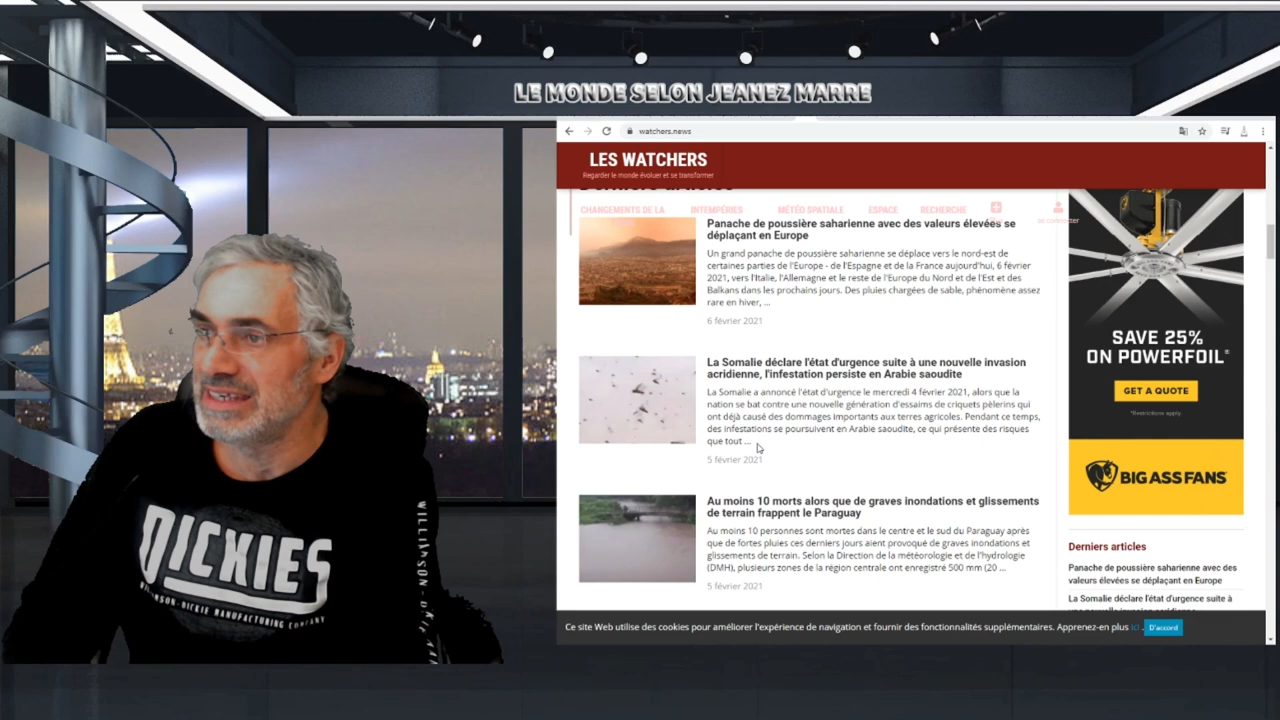 LE MONDE SELON JEANEZ MARRE
watchers.news
LES WATCHERS
Regarder le monde évoluer et se transformer
Derniers articles
CHANGEMENTS DE LA
INTEMPÉRIES
MÉTÉO SPATIALE
ESPACE
RECHERCHE
Se connecter
Panache de poussière saharienne avec des valeurs élevées se
déplaçant en Europe
Un grand panache de poussière saharienne se déplace vers le nord-est de
certaines parties de l'Europe - de l'Espagne et de la France aujourd'hui, 6 février
2021, vers l'Italie, l'Allemagne et le reste de l'Europe du Nord et de l'Est et des
Balkans dans les prochains jours. Des pluies chargées de sable, phénomène assez
rare en hiver, ...
6 février 2021
La Somalie déclare l'état d'urgence suite à une nouvelle invasion
acridienne, l'infestation persiste en Arabie saoudite
La Somalie a annoncé l'état d'urgence le mercredi 4 février 2021, alors que la
nation se bat contre une nouvelle génération d'essaims de criquets pèlerins qui
ont déjà causé des dommages importants aux terres agricoles. Pendant ce temps,
des infestations se poursuivent en Arabie saoudite, ce qui présente des risques
que tout ...
5 février 2021
Au moins 10 morts alors que de graves inondations et glissements
de terrain frappent le Paraguay
Au moins 10 personnes sont mortes dans le centre et le sud du Paraguay après
que de fortes pluies ces derniers jours aient provoqué de graves inondations et
glissements de terrain. Selon la Direction de la météorologie et de l'hydrologie
(DMH), plusieurs zones de la région centrale ont enregistré 500 mm (20 ...
5 février 2021
SAVE 25%
ON POWERFOIL®
GET A QUOTE
*Restrictions apply.
BIG ASS FANS
Derniers articles
Panache de poussière saharienne avec des
valeurs élevées se déplaçant en Europe
La Somalie déclare l'état d'urgence suite à
une nouvelle invasion acridienne,
Ce site Web utilise des cookies pour améliorer l'expérience de navigation et fournir des fonctionnalités supplémentaires. Apprenez-en plus ici . D'accord
DICKIES
WILLIAMSON-DICKIE MANUFACTURING COMPANY
WILLIAMSON-DICKIE